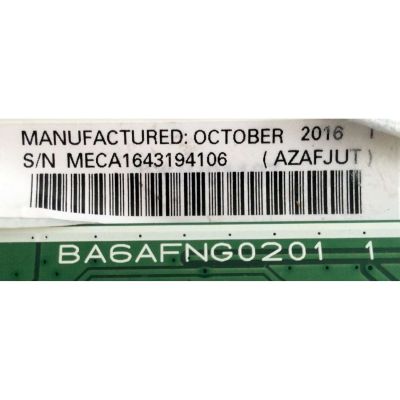 MANUFACTURED: OCTOBER 2016
S/N MECA1643194106 (AZAFJUT)
BA6AFNG0201 1